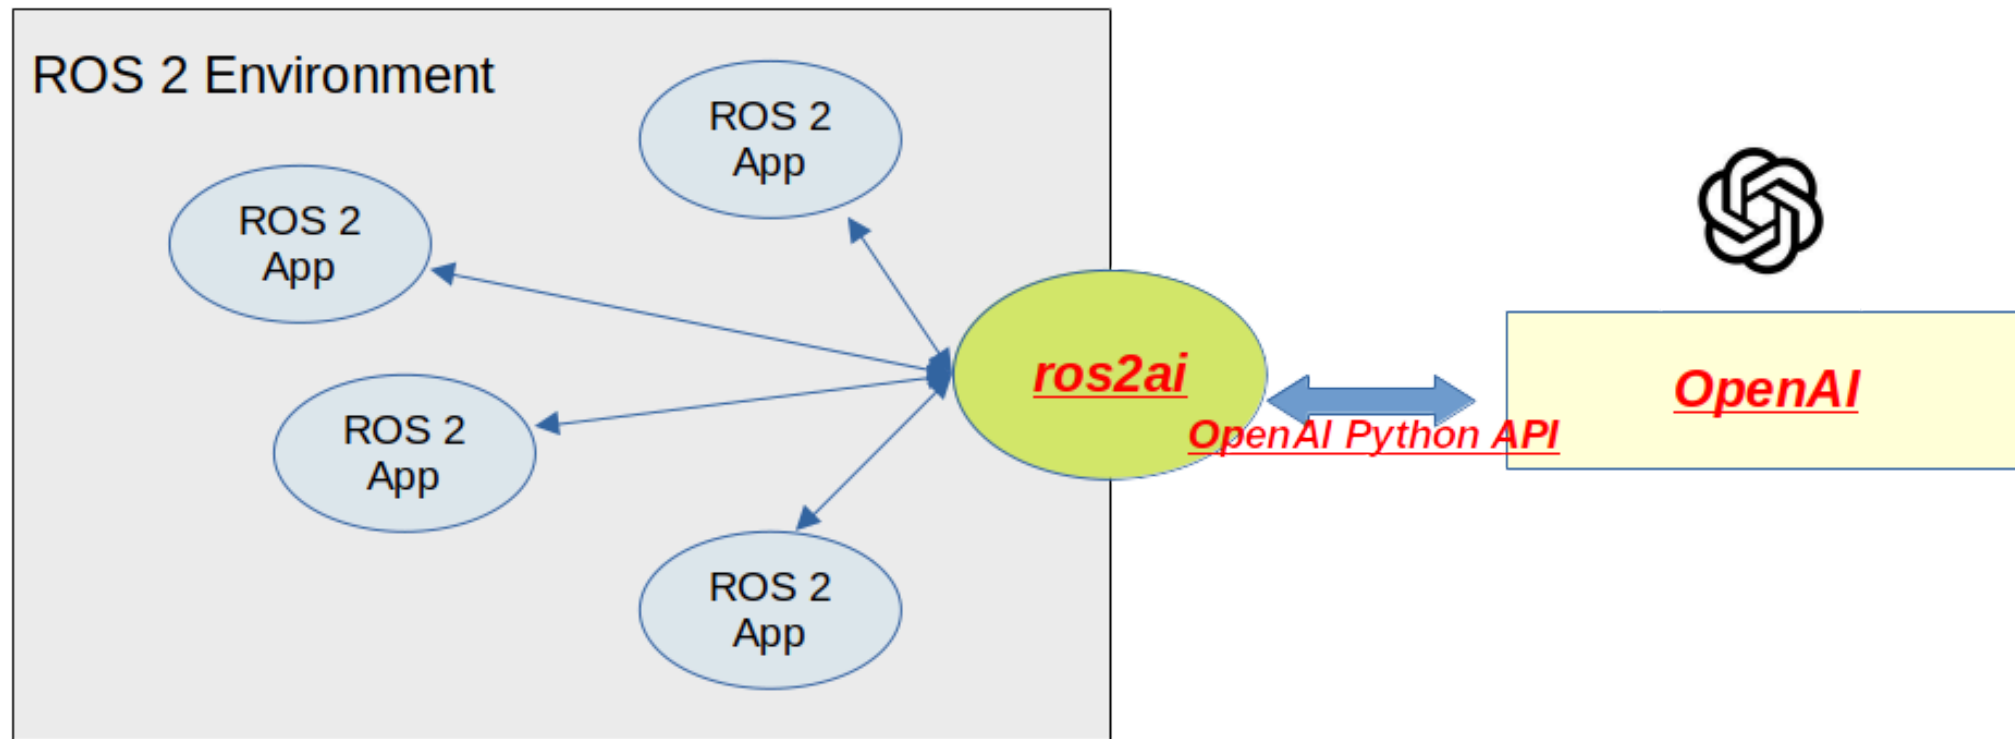 ROS 2 Environment
ROS 2
App
ROS 2
App
ROS 2
App
ROS 2
App
ros2ai
OpenAI Python API
OpenAI